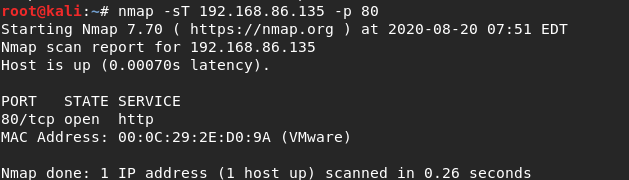 root@kali:~# nmap -sT 192.168.86.135 -p 80
Starting Nmap 7.70 ( https://nmap.org ) at 2020-08-20 07:51 EDT
Nmap scan report for 192.168.86.135
Host is up (0.00070s latency).

PORT   STATE SERVICE
80/tcp open  http
MAC Address: 00:0C:29:2E:D0:9A (VMware)

Nmap done: 1 IP address (1 host up) scanned in 0.26 seconds